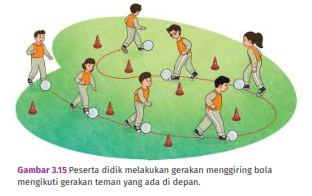 Gambar 3.15 Peserta didik melakukan gerakan menggiring bola
mengikuti gerakan teman yang ada di depan.